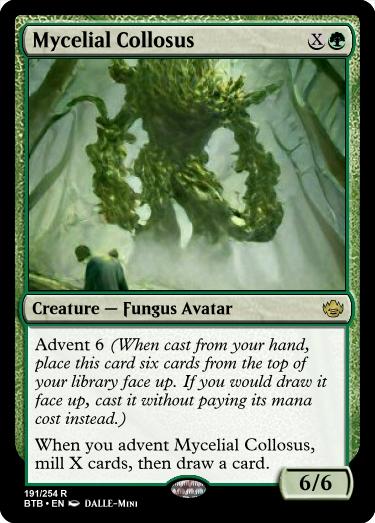 Mycelial Collosus X
Creature — Fungus Avatar
Advent 6 (When cast from your hand,
place this card six cards from the top of
your library face up. If you would draw it
face up, cast it without paying its mana
cost instead.)
When you advent Mycelial Collosus,
mill X cards, then draw a card.
6/6
191/254 R
BTB • EN DALLE-Mini